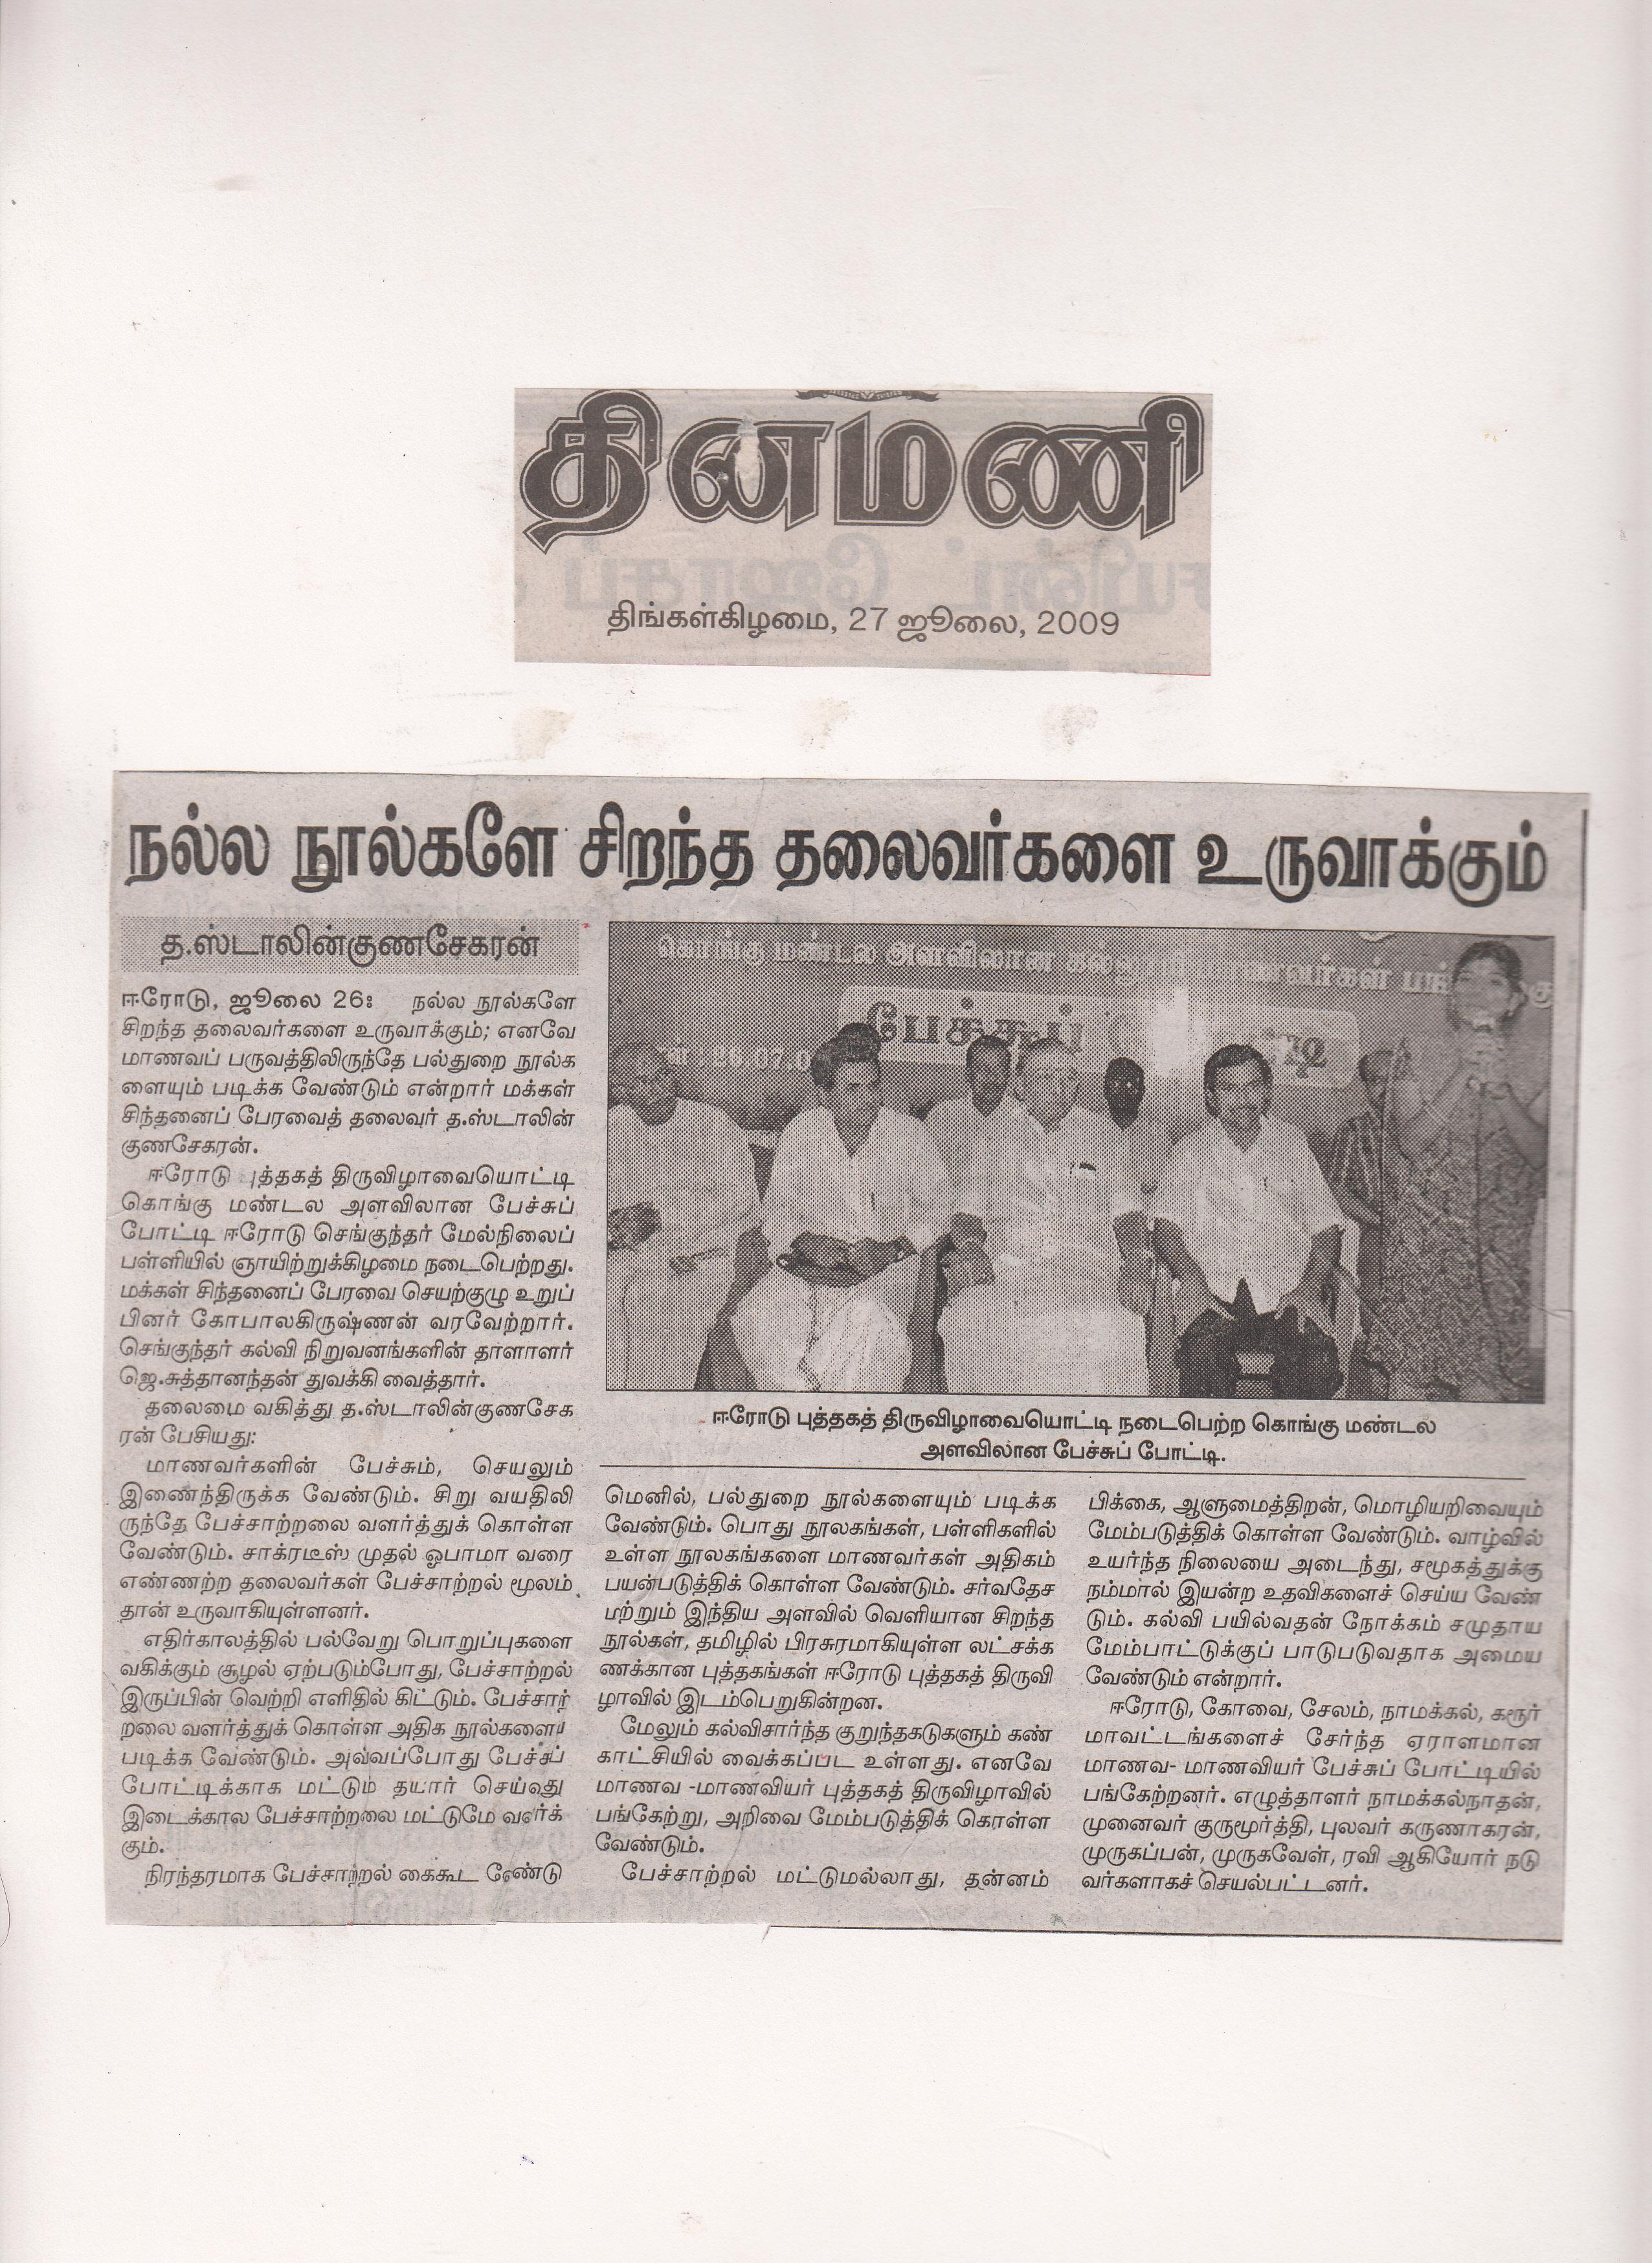 தினமணி
திங்கள்கிழமை, 27 ஜூலை, 2009
நல்ல நூல்களே சிறந்த தலைவர்களை உருவாக்கும்
த.ஸ்டாலின்குணசேகரன்
ஈரோடு, ஜூலை 26: நல்ல நூல்களே
சிறந்த தலைவர்களை உருவாக்கும்; எனவே
மாணவப் பருவத்திலிருந்தே பல்துறை நூல்க
ளையும் படிக்க வேண்டும் என்றார் மக்கள்
சிந்தனைப் பேரவைத் தலைவர் த.ஸ்டாலின்
குணசேகரன்.
ஈரோடு புத்தகத் திருவிழாவையொட்டி
கொங்கு மண்டல அளவிலான பேச்சுப்
போட்டி ஈரோடு செங்குந்தர் மேல்நிலைப்
பள்ளியில் ஞாயிற்றுக்கிழமை நடைபெற்றது.
மக்கள் சிந்தனைப் பேரவை செயற்குழு உறுப்
பினர் கோபாலகிருஷ்ணன் வரவேற்றார்.
செங்குந்தர் கல்வி நிறுவனங்களின் தாளாளர்
ஜெ.சுத்தானந்தன் துவக்கி வைத்தார்.
தலைமை வகித்து த.ஸ்டாலின்குணசேக
ரன் பேசியது:
மாணவர்களின் பேச்சும், செயலும்
இணைந்திருக்க வேண்டும். சிறு வயதிலி
ருந்தே பேச்சாற்றலை வளர்த்துக் கொள்ள
வேண்டும். சாக்ரடீஸ் முதல் ஓபாமா வரை
எண்ணற்ற தலைவர்கள் பேச்சாற்றல் மூலம்
தான் உருவாகியுள்ளனர்.
எதிர்காலத்தில் பல்வேறு பொறுப்புகளை
வகிக்கும் சூழல் ஏற்படும்போது, பேச்சாற்றல்
இருப்பின் வெற்றி எளிதில் கிட்டும். பேச்சாற்
றலை வளர்த்துக் கொள்ள அதிக நூல்களைப்
படிக்க வேண்டும். அவ்வப்போது பேச்சுப்
போட்டிக்காக மட்டும் தயார் செய்வது
இடைக்கால பேச்சாற்றலை மட்டுமே வளர்க்
கும்.
நிரந்தரமாக பேச்சாற்றல் கைகூட வேண்டு
கொங்கு மண்டல அளவிலான கல்லூரி மாணவர்கள்
பேச்சுப்
ஈரோடு புத்தகத் திருவிழாவையொட்டி நடைபெற்ற கொங்கு மண்டல
அளவிலான பேச்சுப் போட்டி.
மெனில், பல்துறை நூல்களையும் படிக்க
வேண்டும். பொது நூலகங்கள், பள்ளிகளில்
உள்ள நூலகங்களை மாணவர்கள் அதிகம்
பயன்படுத்திக் கொள்ள வேண்டும். சர்வதேச
மற்றும் இந்திய அளவில் வெளியான சிறந்த
நூல்கள், தமிழில் பிரசுரமாகியுள்ள லட்சக்க
ணக்கான புத்தகங்கள் ஈரோடு புத்தகத் திருவி
ழாவில் இடம்பெறுகின்றன.
மேலும் கல்விசார்ந்த குறுந்தகடுகளும் கண்
காட்சியில் வைக்கப்பட உள்ளது. எனவே
மாணவ -மாணவியர் புத்தகத் திருவிழாவில்
பங்கேற்று, அறிவை மேம்படுத்திக் கொள்ள
வேண்டும்.
பேச்சாற்றல் மட்டுமல்லாது, தன்னம்
பிக்கை, ஆளுமைத்திறன், மொழியறிவையும்
மேம்படுத்திக் கொள்ள வேண்டும். வாழ்வில்
உயர்ந்த நிலையை அடைந்து, சமூகத்துக்கு
நம்மால் இயன்ற உதவிகளைச் செய்ய வேண்
டும். கல்வி பயில்வதன் நோக்கம் சமுதாய
மேம்பாட்டுக்குப் பாடுபடுவதாக அமைய
வேண்டும் என்றார்.
ஈரோடு, கோவை, சேலம், நாமக்கல், கரூர்
மாவட்டங்களைச் சேர்ந்த ஏராளமான
மாணவ- மாணவியர் பேச்சுப் போட்டியில்
பங்கேற்றனர். எழுத்தாளர் நாமக்கல்நாதன்,
முனைவர் குருமூர்த்தி, புலவர் கருணாகரன்,
முருகப்பன், முருகவேள், ரவி ஆகியோர் நடு
வர்களாகச் செயல்பட்டனர்.